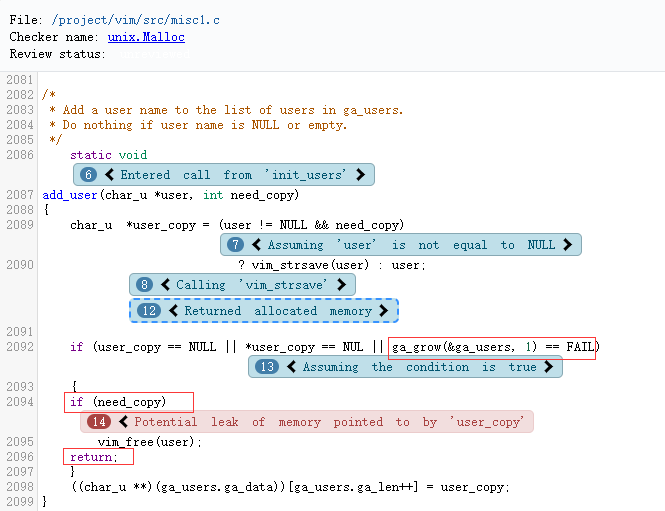 File: /project/vim/src/misc1.c
Checker name: unix.Malloc
Review status:
2081
2082 /*
2083  * Add a user name to the list of users in ga_users.
2084  * Do nothing if user name is NULL or empty.
2085  */
2086     static void
6 < Entered call from 'init_users' >
2087 add_user(char_u *user, int need_copy)
2088 {
2089     char_u  *user_copy = (user != NULL && need_copy)
7 < Assuming 'user' is not equal to NULL >
2090                             ? vim_strsave(user) : user;
8 < Calling 'vim_strsave' >
12 < Returned allocated memory >
2091
2092     if (user_copy == NULL || *user_copy == NUL || ga_grow(&ga_users, 1) == FAIL)
13 < Assuming the condition is true >
2093     {
2094     if (need_copy)
14 < Potential leak of memory pointed to by 'user_copy'
2095         vim_free(user);
2096     return;
2097     }
2098     ((char_u **)(ga_users.ga_data))[ga_users.ga_len++] = user_copy;
2099 }